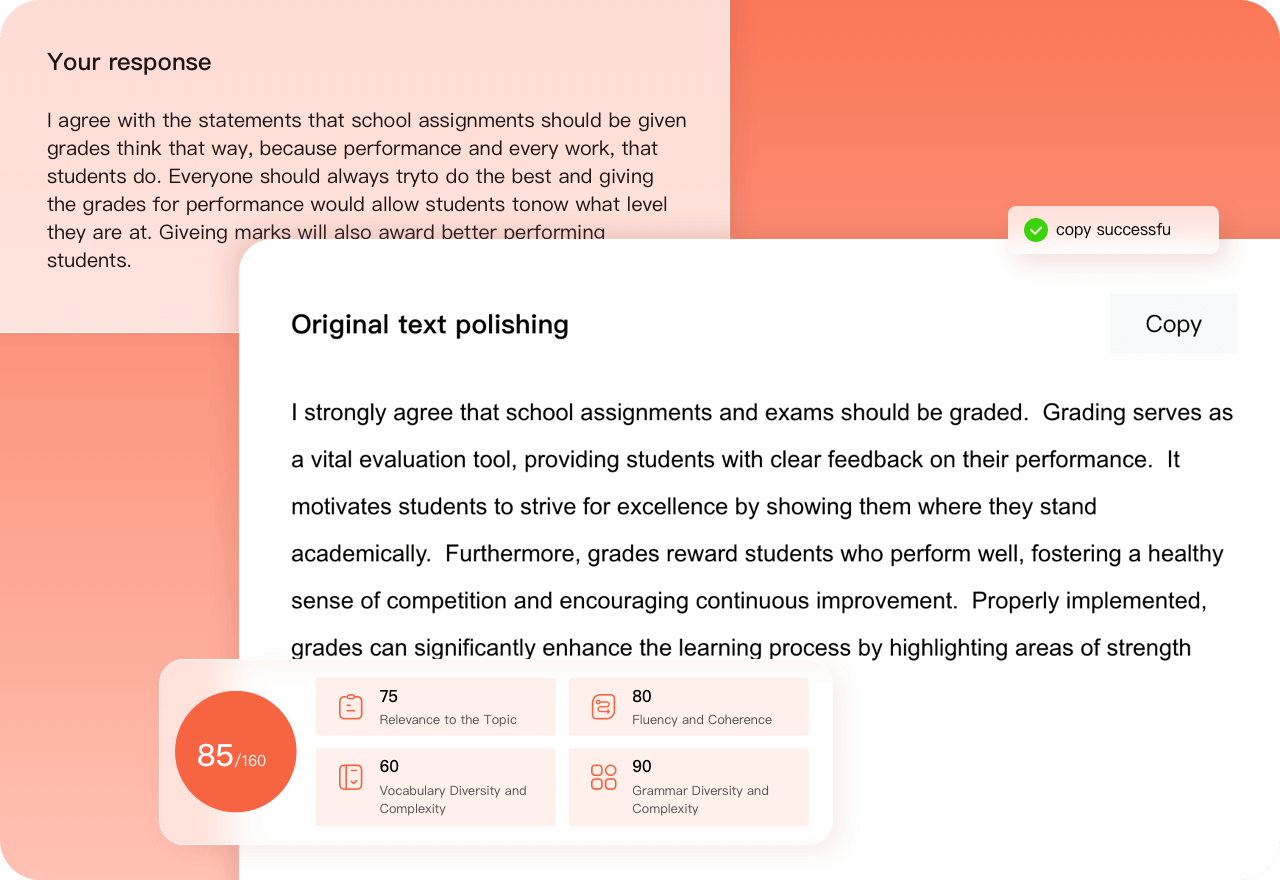 Your response
I agree with the statements that school assignments should be given
grades think that way, because performance and every work, that
students do. Everyone should always tryto do the best and giving
the grades for performance would allow students tonow what level
they are at. Giveing marks will also award better performing
students.
copy successfu
Original text polishing
Copy
I strongly agree that school assignments and exams should be graded. Grading serves as
a vital evaluation tool, providing students with clear feedback on their performance. It
motivates students to strive for excellence by showing them where they stand
academically. Furthermore, grades reward students who perform well, fostering a healthy
sense of competition and encouraging continuous improvement. Properly implemented,
grades can significantly enhance the learning process by highlighting areas of strength
85/160
75
Relevance to the Topic
80
Fluency and Coherence
60
Vocabulary Diversity and
Complexity
90
Grammar Diversity and
Complexity